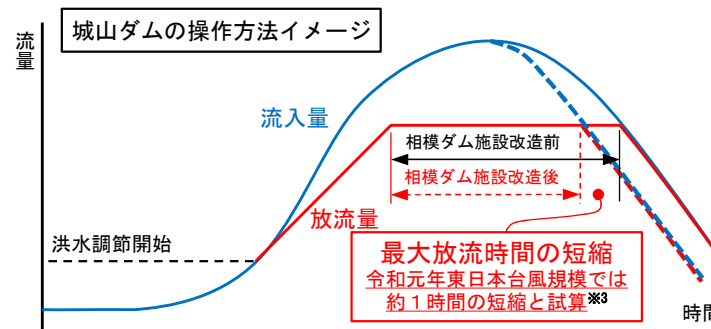 城山ダムの操作方法イメージ
流量
流入量
相模ダム施設改造前
相模ダム施設改造後
放流量
洪水調節開始
最大放流時間の短縮
令和元年東日本台風規模では
約１時間の短縮と試算※3
時間